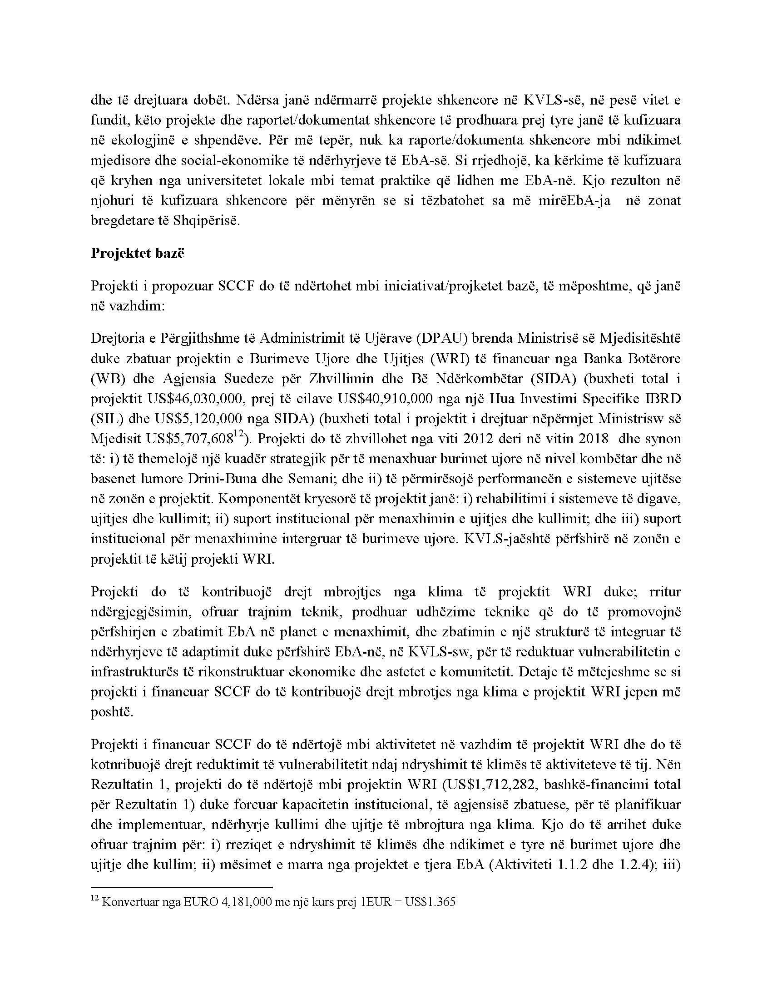 dhe të drejtuara dobët. Ndërsa janë ndërmarrë projekte shkencore në KVLS-së, në pesë vitet e
fundit, këto projekte dhe raportet/dokumentat shkencore të prodhuara prej tyre janë të kufizuara
në ekologjinë e shpendëve. Për më tepër, nuk ka raporte/dokumenta shkencore mbi ndikimet
mjedisore dhe social-ekonomike të ndërhyrjeve të EbA-së. Si rrjedhojë, ka kërkime të kufizuara
që kryhen nga universitetet lokale mbi temat praktike që lidhen me EbA-në. Kjo rezulton në
njohuri të kufizuara shkencore për mënyrën se si tëzbatohet sa më mirëEbA-ja në zonat
bregdetare të Shqipërisë.
Projektet bazë
Projekti i propozuar SCCF do të ndërtohet mbi iniciativat/projketet bazë, të mëposhtme, që janë
në vazhdim:
Drejtoria e Përgjithshme të Administrimit të Ujërave (DPAU) brenda Ministrisë së Mjedisitështë
duke zbatuar projektin e Burimeve Ujore dhe Ujitjes (WRI) të financuar nga Banka Botërore
(WB) dhe Agjensia Suedeze për Zhvillimin dhe Bë Ndërkombëtar (SIDA) (buxheti total i
projektit US$46,030,000, prej të cilave US$40,910,000 nga një Hua Investimi Specifike IBRD
(SIL) dhe US$5,120,000 nga SIDA) (buxheti total i projektit i drejtuar nëpërmjet Ministrisw së
Mjedisit US$5,707,608¹²). Projekti do të zhvillohet nga viti 2012 deri në vitin 2018 dhe synon
të: i) të themelojë një kuadër strategjik për të menaxhuar burimet ujore në nivel kombëtar dhe në
basenet lumore Drini-Buna dhe Semani; dhe ii) të përmirësojë performancën e sistemeve ujitëse
në zonën e projektit. Komponentët kryesorë të projektit janë: i) rehabilitimi i sistemeve të digave,
ujitjes dhe kullimit; ii) suport institucional për menaxhimin e ujitjes dhe kullimit; dhe iii) suport
institucional për menaxhimine intergruar të burimeve ujore. KVLS-jaështë përfshirë në zonën e
projektit të këtij projekti WRI.
Projekti do të kontribuojë drejt mbrojtjes nga klima të projektit WRI duke; rritur
ndërgjegjësimin, ofruar trajnim teknik, prodhuar udhëzime teknike që do të promovojnë
përfshirjen e zbatimit EbA në planet e menaxhimit, dhe zbatimin e një strukturë të integruar të
ndërhyrjeve të adaptimit duke përfshirë EbA-në, në KVLS-sw, për të reduktuar vulnerabilitetin e
infrastrukturës të rikonstruktuar ekonomike dhe astetet e komunitetit. Detaje të mëtejeshme se si
projekti i financuar SCCF do të kontribuojë drejt mbrotjes nga klima e projektit WRI jepen më
poshtë.
Projekti i financuar SCCF do të ndërtojë mbi aktivitetet në vazhdim të projektit WRI dhe do të
kotnribuojë drejt reduktimit të vulnerabilitetit ndaj ndryshimit të klimës të aktiviteteve të tij. Nën
Rezultatin 1, projekti do të ndërtojë mbi projektin WRI (US$1,712,282, bashkë-financimi total
për Rezultatin 1) duke forcuar kapacitetin institucional, të agjensisë zbatuese, për të planifikuar
dhe implementuar, ndërhyrje kullimi dhe ujitje të mbrojtura nga klima. Kjo do të arrihet duke
ofruar trajnim për: i) rreziqet e ndryshimit të klimës dhe ndikimet e tyre në burimet ujore dhe
ujitje dhe kullim; ii) mësimet e marra nga projektet e tjera EbA (Aktiviteti 1.1.2 dhe 1.2.4); iii)
¹² Konvertuar nga EURO 4,181,000 me një kurs prej 1EUR = US$1.365